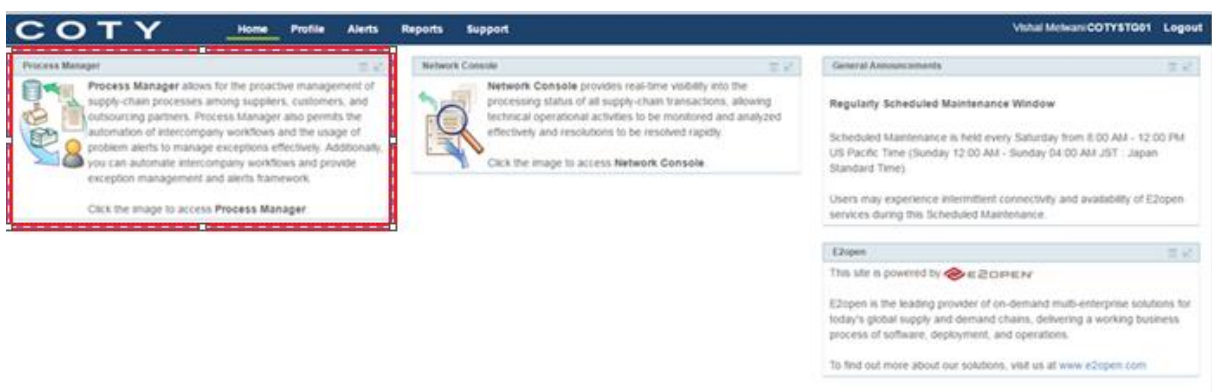 COTY Home Profile Alerts Reports Support Vishal MelwaniCOTYSTG01 Logout
Process Manager
Process Manager allows for the proactive management of
supply-chain processes among suppliers, customers, and
outsourcing partners. Process Manager also permits the
automation of intercompany workflows and the usage of
problem alerts to manage exceptions effectively. Additionally,
you can automate intercompany workflows and provide
exception management and alerts framework.
Click the image to access Process Manager.
Network Console
Network Console provides real-time visibility into the
processing status of all supply-chain transactions, allowing
technical operational activities to be monitored and analyzed
effectively and resolutions to be resolved rapidly.
Click the image to access Network Console.
General Announcements
Regularly Scheduled Maintenance Window
Scheduled Maintenance is held every Saturday from 8:00 AM - 12:00 PM
US Pacific Time (Sunday 12:00 AM - Sunday 04:00 AM JST : Japan
Standard Time)
Users may experience intermittent connectivity and availability of E2open
services during this Scheduled Maintenance.
E2open
This site is powered by E2OPEN
E2open is the leading provider of on-demand multi-enterprise solutions for
today's global supply and demand chains, delivering a working business
process of software, deployment, and operations.
To find out more about our solutions, visit us at www.e2open.com